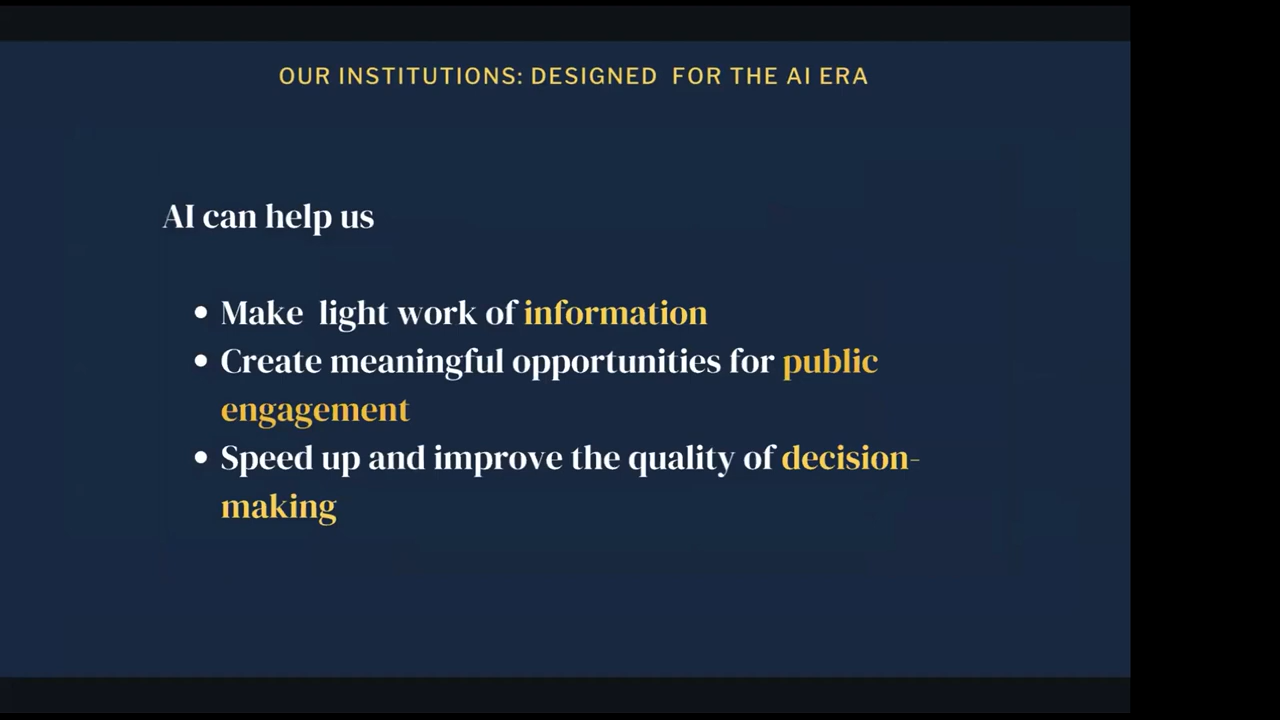 OUR INSTITUTIONS: DESIGNED  FOR THE AI ERA
AI can help us
• Make  light work of information
• Create meaningful opportunities for public
engagement
• Speed up and improve the quality of decision-
making